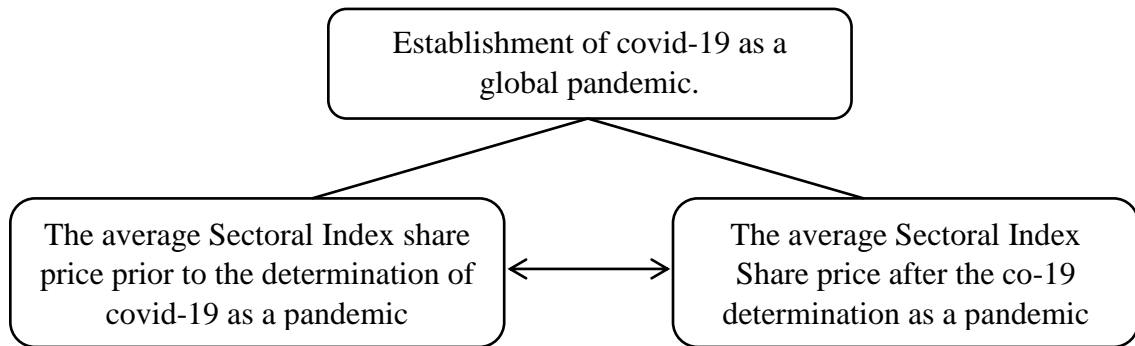 Establishment of covid-19 as a
global pandemic.
The average Sectoral Index share
price prior to the determination of
covid-19 as a pandemic
The average Sectoral Index
Share price after the co-19
determination as a pandemic